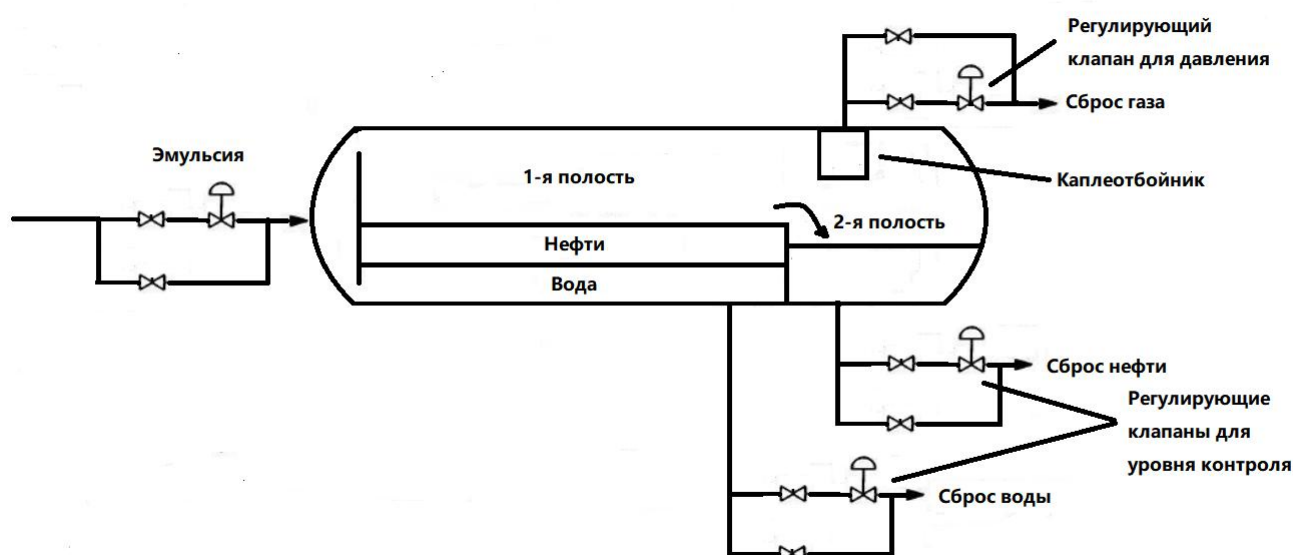 Регулирующий
клапан для давления
Сброс газа
Эмульсия
1-я полость
Каплеотбойник
2-я полость
Нефти
Вода
Сброс нефти
Регулирующие
клапаны для
уровня контроля
Сброс воды